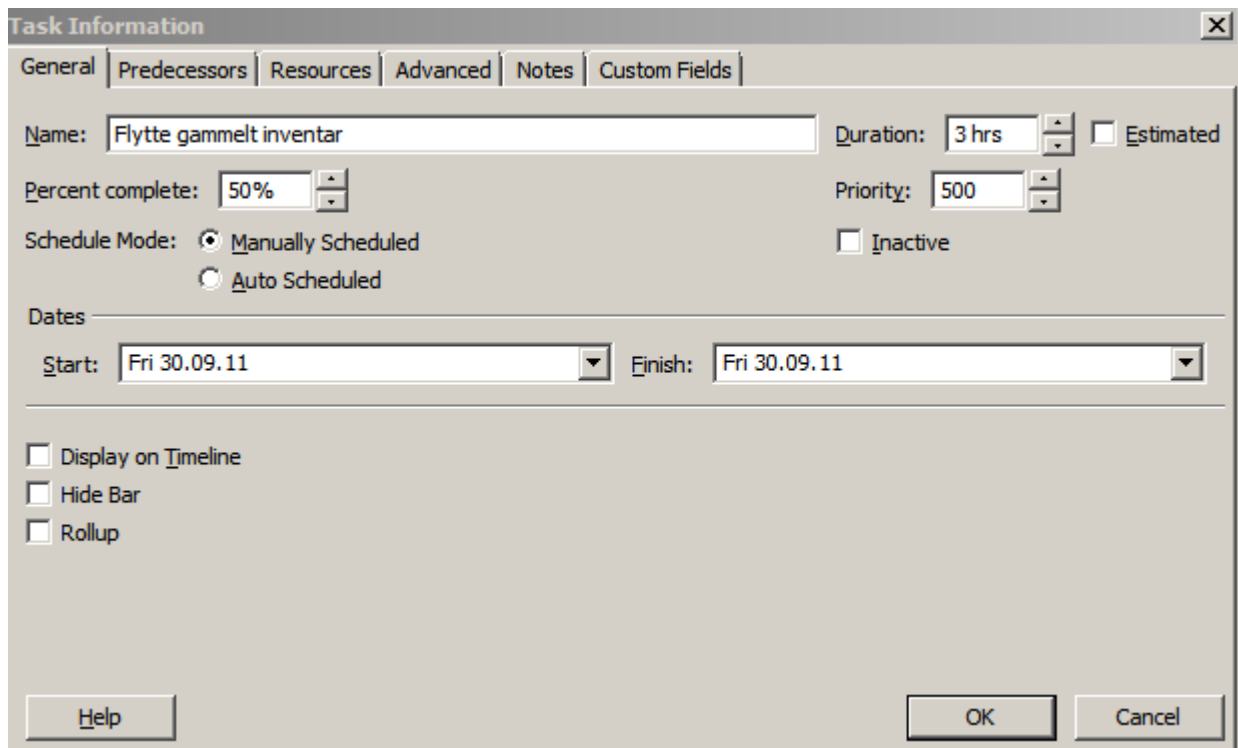 Task Information
General Predecessors Resources Advanced Notes Custom Fields
Name: Flytte gammelt inventar Duration: 3 hrs Estimated
Percent complete: 50% Priority: 500
Schedule Mode: Manually Scheduled Inactive
Auto Scheduled
Dates
Start: Fri 30.09.11 Finish: Fri 30.09.11
Display on Timeline
Hide Bar
Rollup
Help OK Cancel